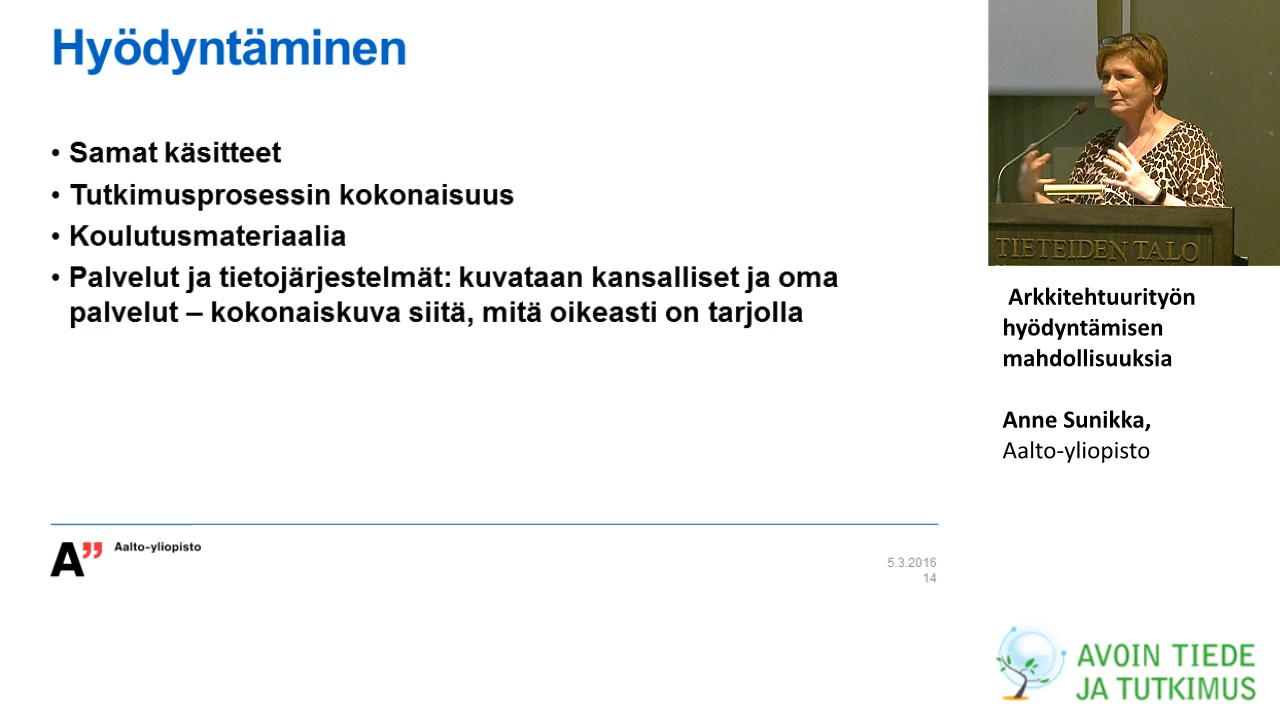 Hyödyntäminen
• Samat käsitteet
• Tutkimusprosessin kokonaisuus
• Koulutusmateriaalia
• Palvelut ja tietojärjestelmät: kuvataan kansalliset ja oma
palvelut – kokonaiskuva siitä, mitä oikeasti on tarjolla
A” Aalto-yliopisto
5.3.2016
14
TIETEIDEN TALO
Arkkitehtuurityön
hyödyntämisen
mahdollisuuksia
Anne Sunikka,
Aalto-yliopisto
AVOIN TIEDE
JA TUTKIMUS